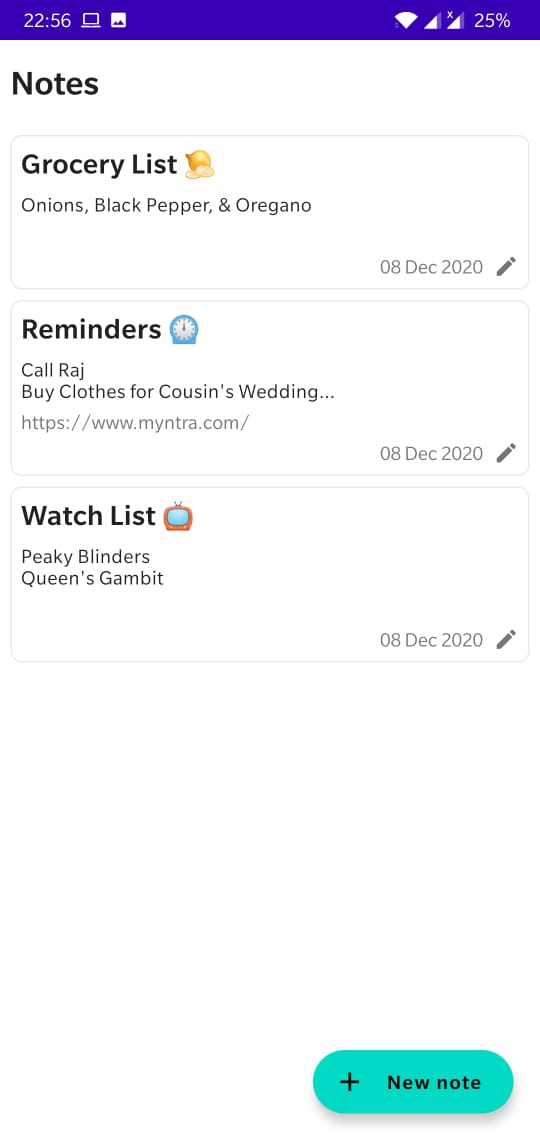 22:56 25%
Notes
Grocery List
Onions, Black Pepper, & Oregano
08 Dec 2020
Reminders
Call Raj
Buy Clothes for Cousin's Wedding...
https://www.myntra.com/
08 Dec 2020
Watch List
Peaky Blinders
Queen's Gambit
08 Dec 2020
+ New note